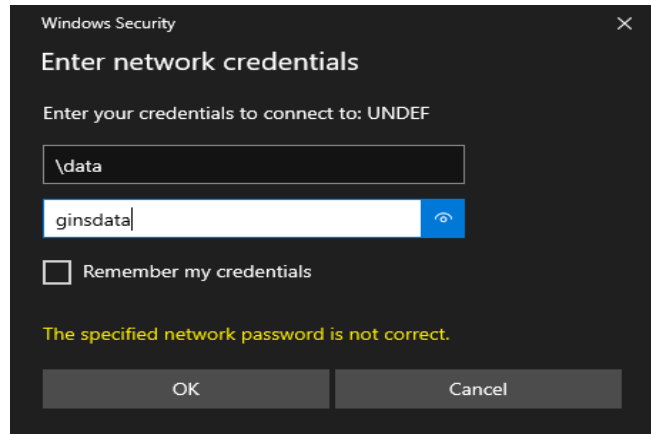 Windows Security
Enter network credentials
Enter your credentials to connect to: UNDEF
\data
ginsdata
Remember my credentials
The specified network password is not correct.
OK
Cancel